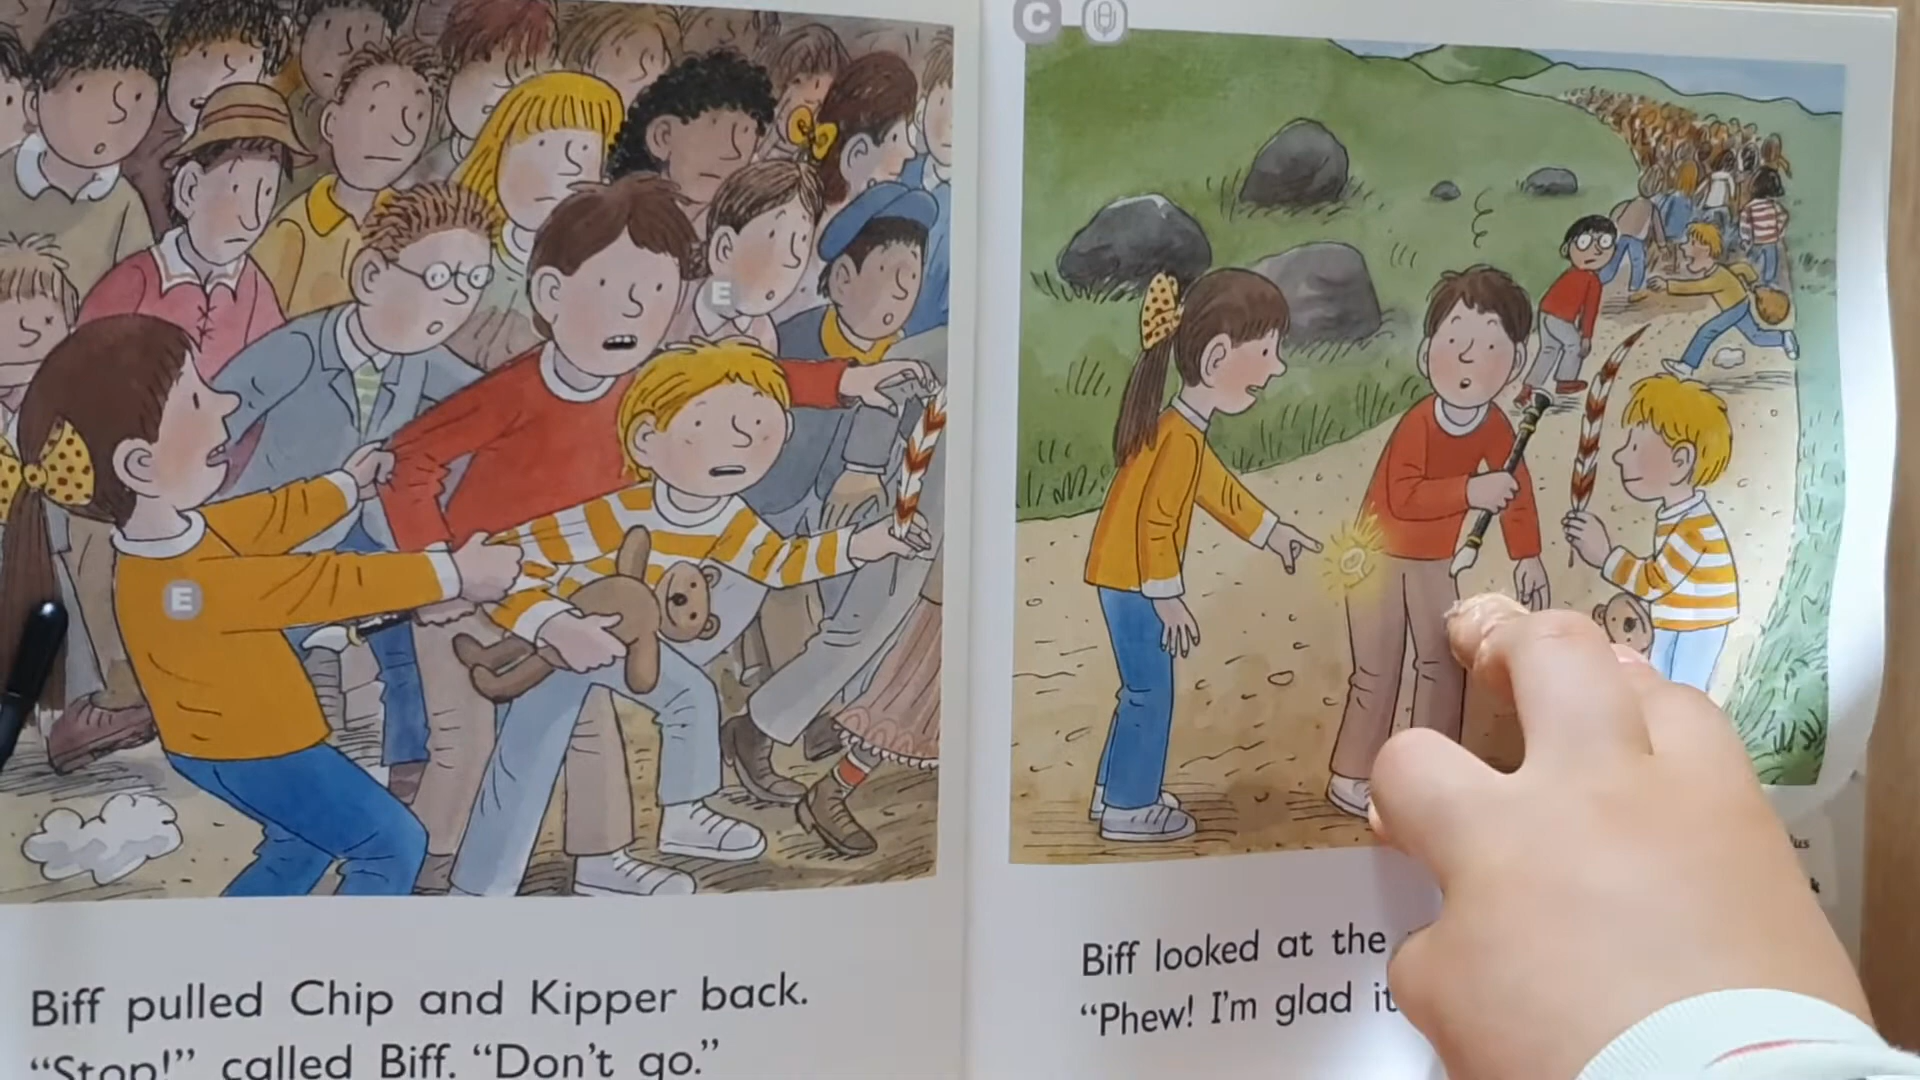 Biff pulled Chip and Kipper back.
“Stop!” called Biff. “Don't go.”
C
E
E
Biff looked at the
“Phew! I'm glad it